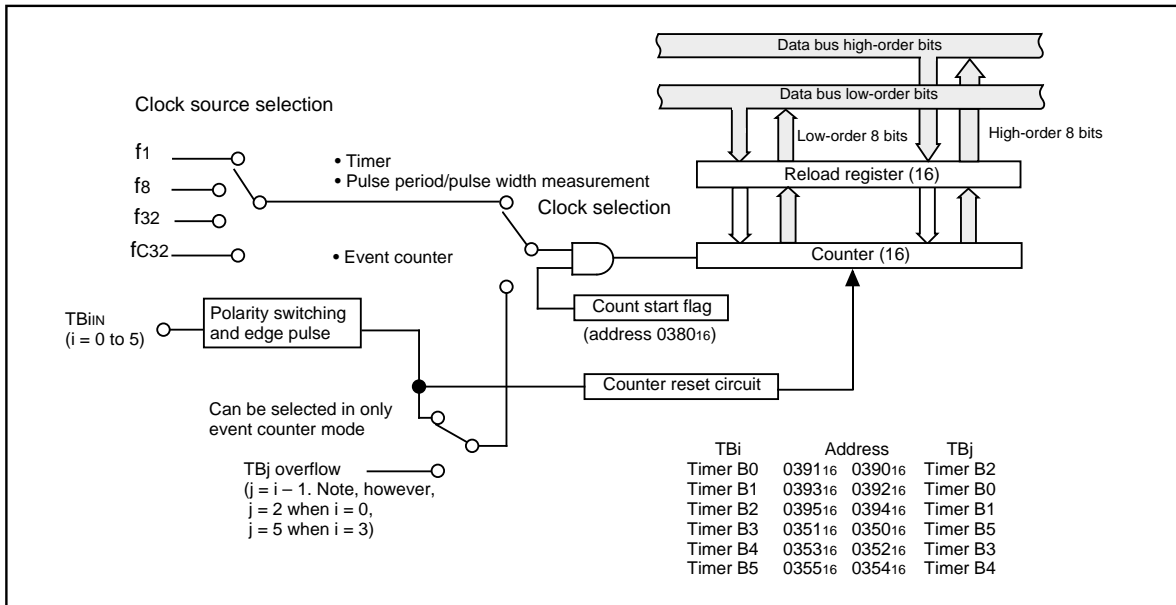 Data bus high-order bits
Data bus low-order bits
Clock source selection
Low-order 8 bits
High-order 8 bits
f1
f8
f32
fC32
• Timer
• Pulse period/pulse width measurement
Reload register (16)
Clock selection
• Event counter
Counter (16)
Count start flag
(address 038016)
TBiIN
(i = 0 to 5)
Polarity switching
and edge pulse
Counter reset circuit
Can be selected in only
event counter mode
TBj overflow
(j = i – 1. Note, however,
j = 2 when i = 0,
j = 5 when i = 3)
TBi Address TBj
Timer B0 039116 039016 Timer B2
Timer B1 039316 039216 Timer B0
Timer B2 039516 039416 Timer B1
Timer B3 035116 035016 Timer B5
Timer B4 035316 035216 Timer B3
Timer B5 035516 035416 Timer B4